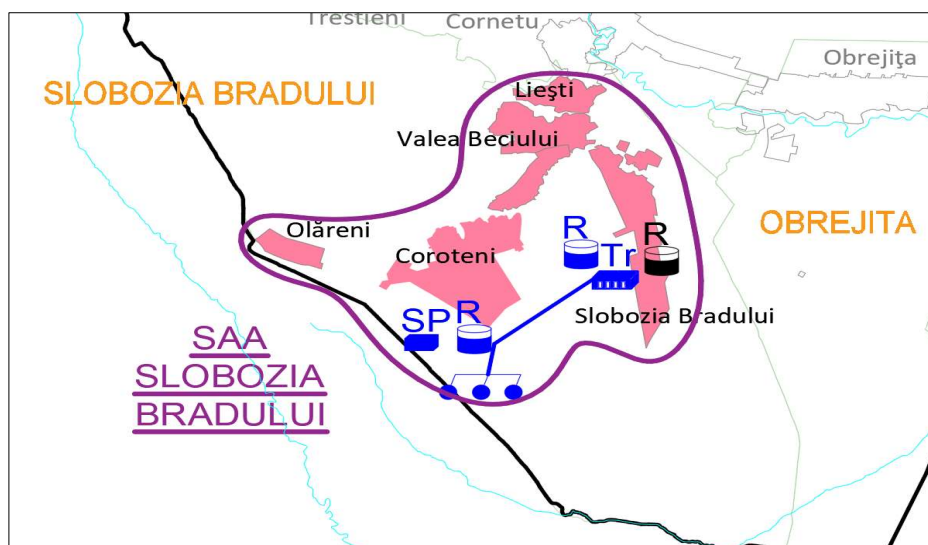 Trestieni
Cornetu
Obrejiţa
SLOBOZIA BRADULUI
Lieşti
Valea Beciului
OBREJITA
Olăreni
Coroteni
R
Tr
R
SP
R
Slobozia Bradului
SAA
SLOBOZIA
BRADULUI